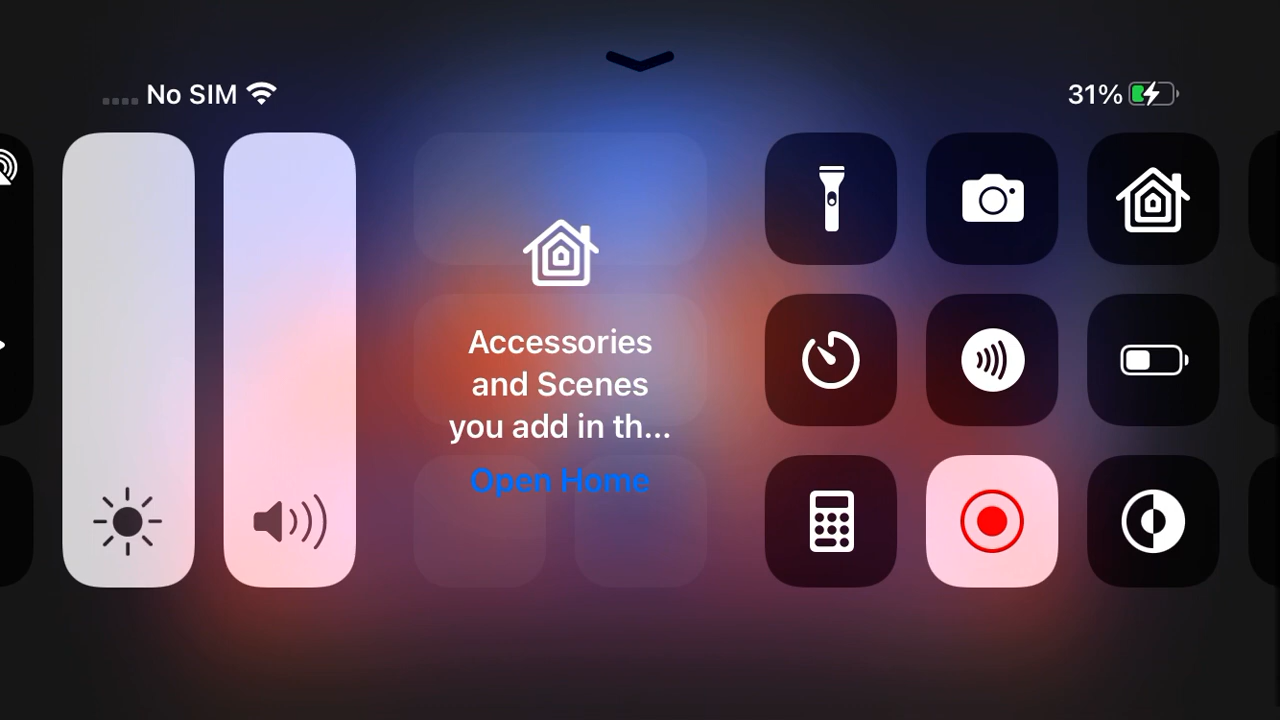 No SIM
31%
Accessories
and Scenes
you add in th...
Open Home